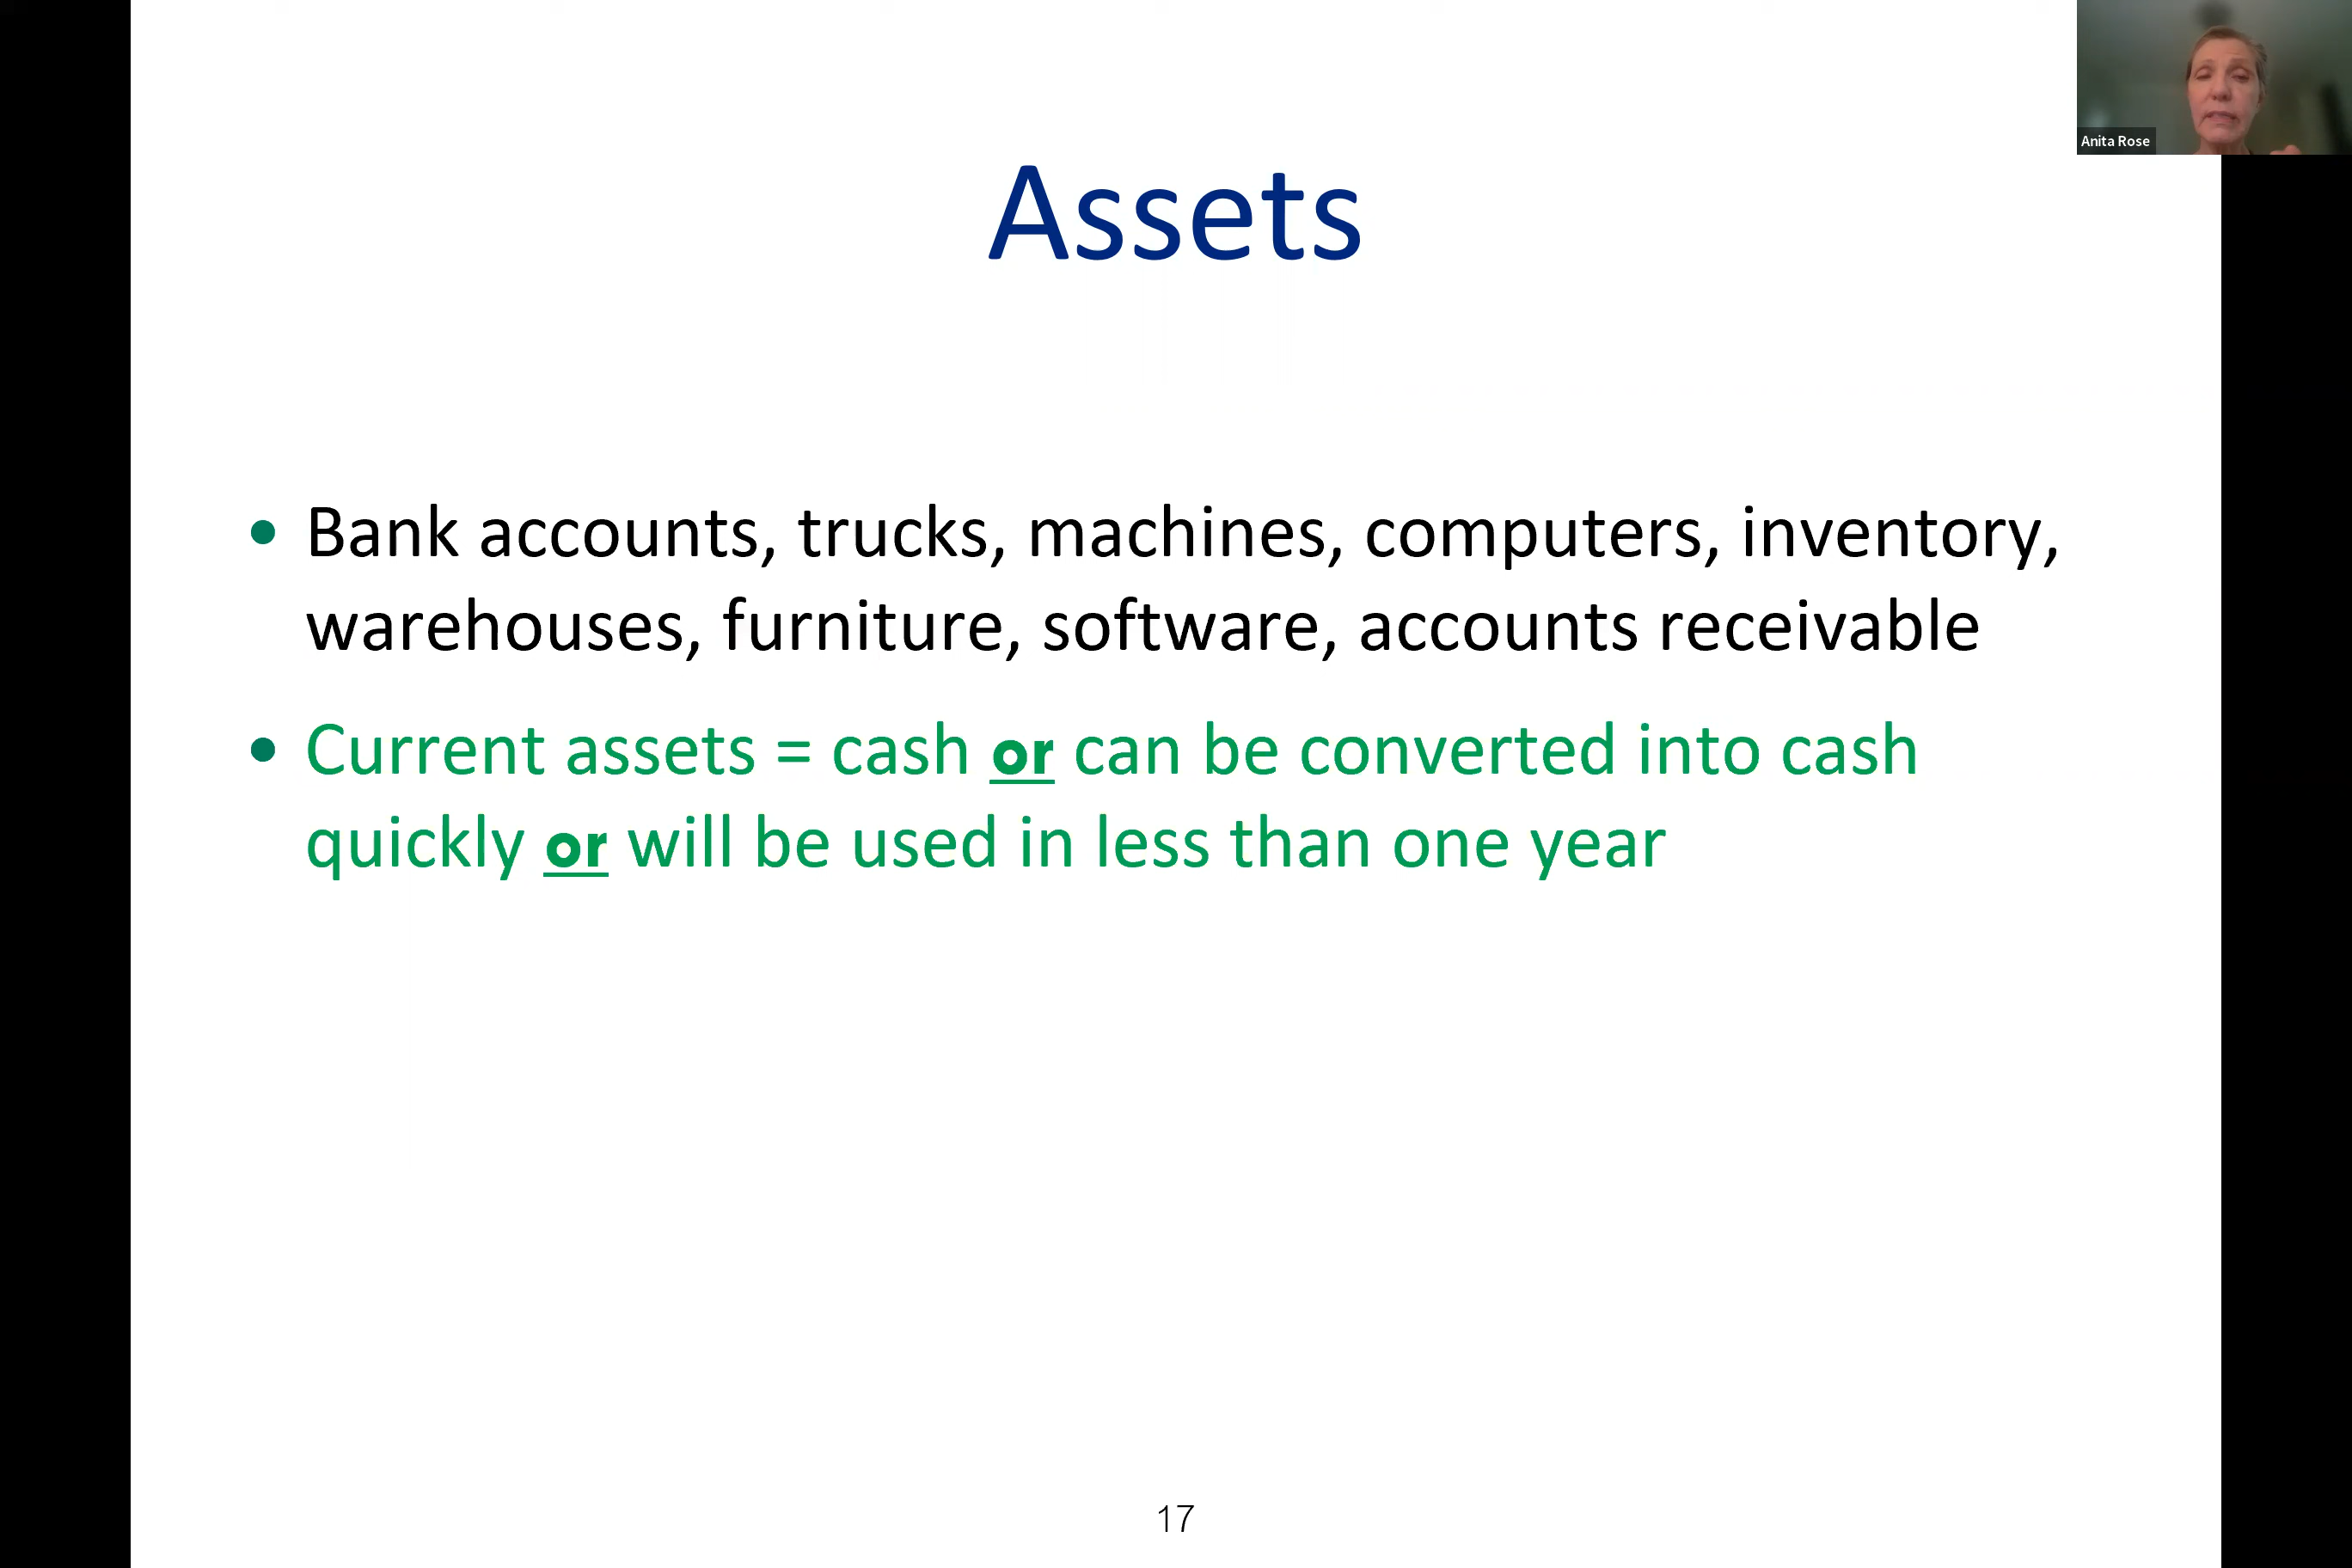 Anita Rose
Assets
• Bank accounts, trucks, machines, computers, inventory,
warehouses, furniture, software, accounts receivable
• Current assets = cash or can be converted into cash
quickly or will be used in less than one year
17